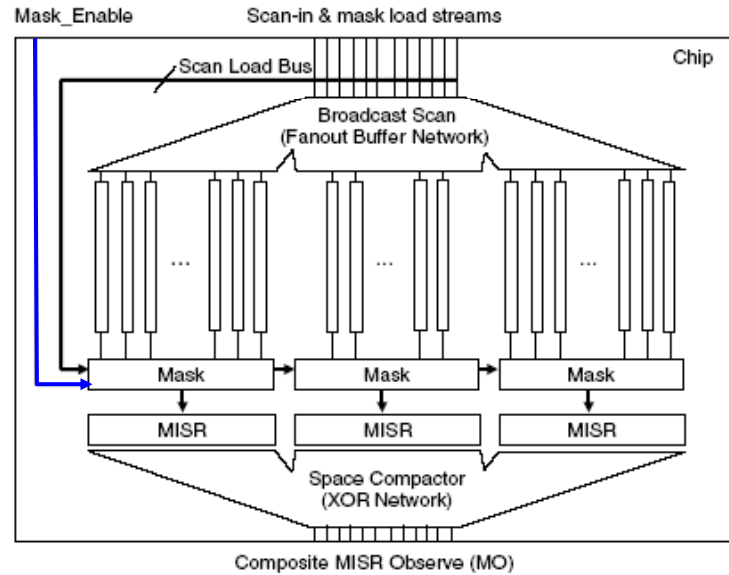 Mask_Enable
Scan-in & mask load streams
Scan Load Bus
Chip
Broadcast Scan
(Fanout Buffer Network)
... ... ...
Mask Mask Mask
MISR MISR MISR
Space Compactor
(XOR Network)
Composite MISR Observe (MO)